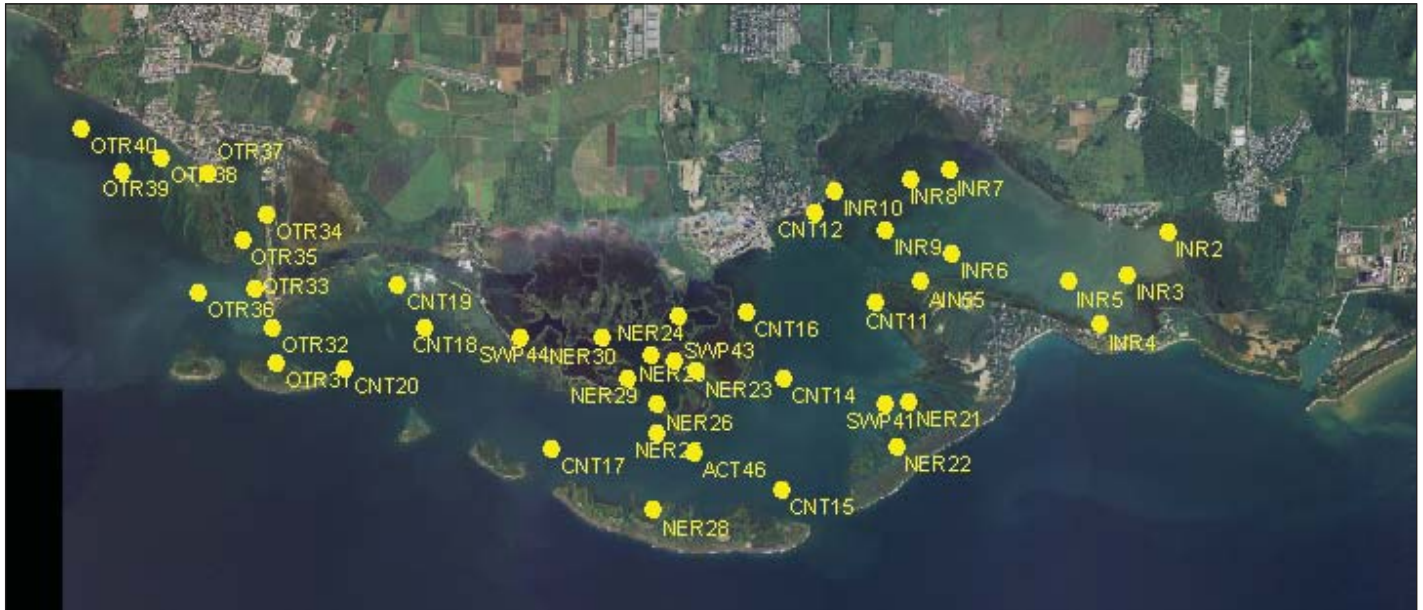 OTR40
OTR37
OTR38
OTR39
INR7
INR8
INR10
CNT12
OTR34
INR2
INR9
OTR35
INR6
OTR33
INR3
INR5
AIN55
CNT19
OTR36
CNT11
CNT16
NER24
INR4
CNT18
OTR32
SWP44
NER30
SWP43
OTR31
CNT20
NER23
CNT14
NER29
SWP41
NER21
NER26
NER22
CNT17
ACT46
CNT15
NER28